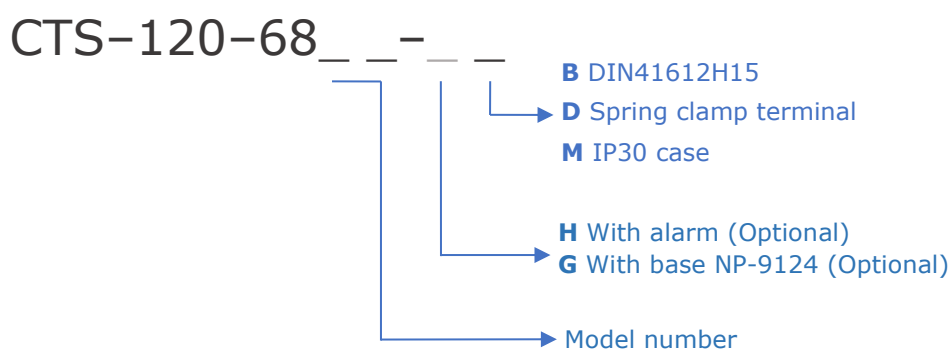 CTS–120–68_ _–_ _
B DIN41612H15
D Spring clamp terminal
M IP30 case
H With alarm (Optional)
G With base NP-9124 (Optional)
Model number